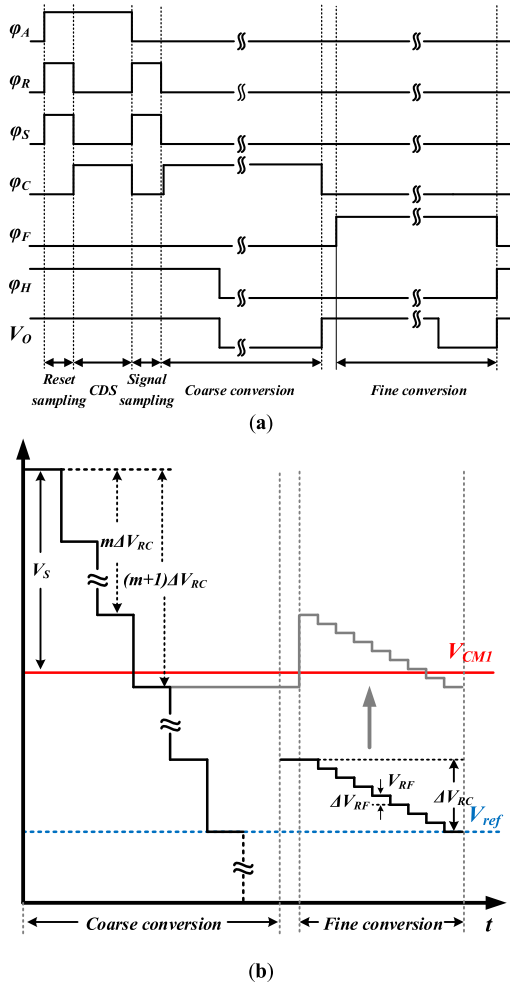 φA
φR
φS
φC
φF
φH
VO
Reset sampling
CDS
Signal sampling
Coarse conversion
Fine conversion
(a)
VS
mΔVRC
(m+1)ΔVRC
VCM1
VRF
ΔVRF
ΔVRC
Vref
Coarse conversion
Fine conversion
t
(b)